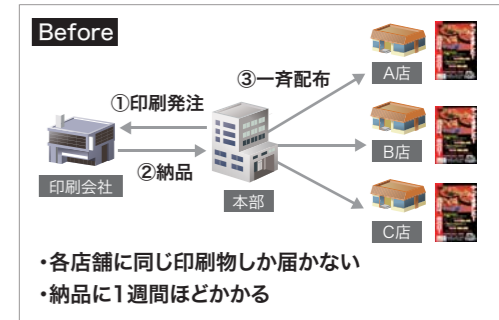 Before
③一斉配布
A店
①印刷発注
B店
②納品
印刷会社
本部
C店
・各店舗に同じ印刷物しか届かない
・納品に1週間ほどかかる